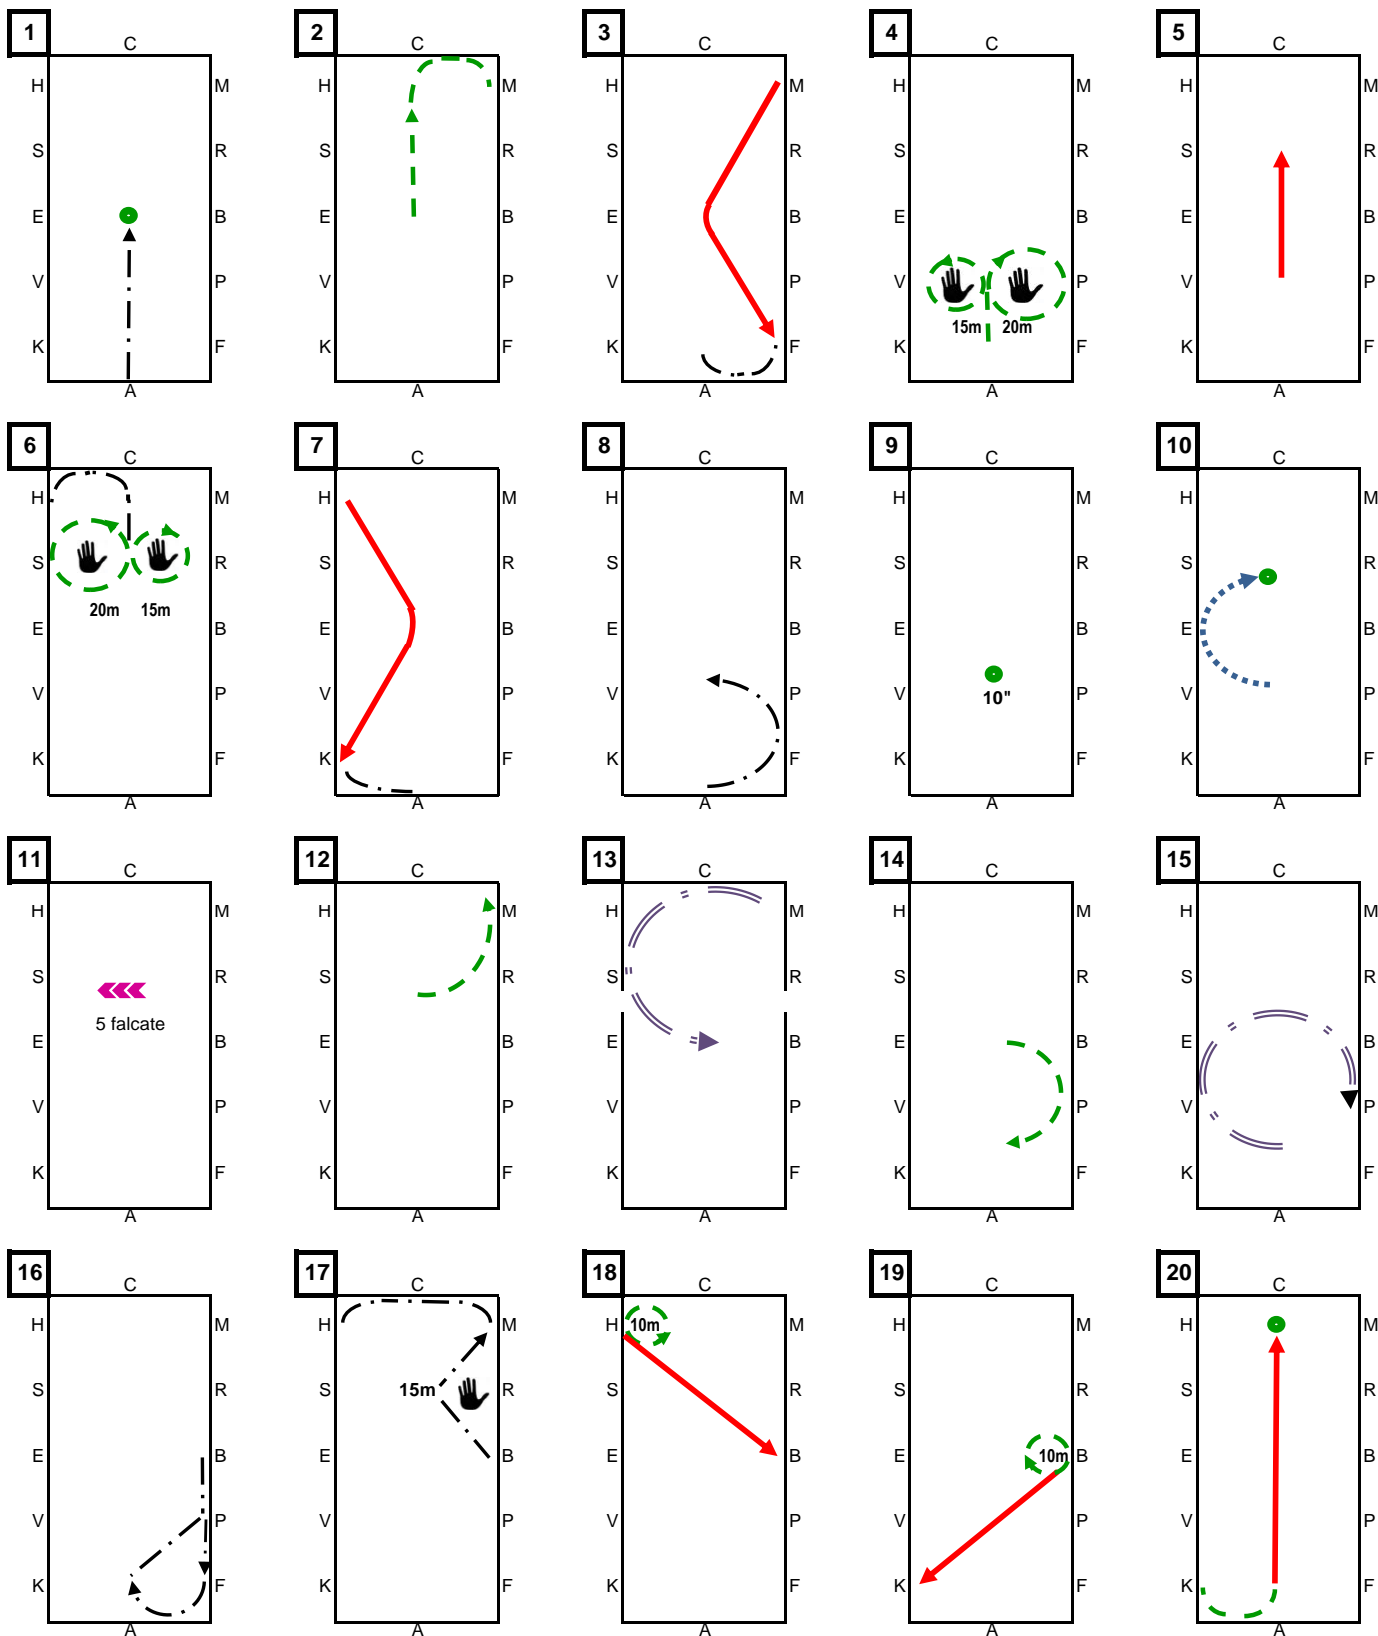 1
C
H M
S R
E B
V P
K F
A
2
C
H M
S R
E B
V P
K F
A
3
C
H M
S R
E B
V P
K F
A
4
C
H M
S R
E B
V P
15m 20m
K F
A
5
C
H M
S R
E B
V P
K F
A
6
C
H M
S R
20m 15m
E B
V P
K F
A
7
C
H M
S R
E B
V P
K F
A
8
C
H M
S R
E B
V P
K F
A
9
C
H M
S R
E B
V P
10"
K F
A
10
C
H M
S R
E B
V P
K F
A
11
C
H M
S R
5 falcate
E B
V P
K F
A
12
C
H M
S R
E B
V P
K F
A
13
C
H M
S R
E B
V P
K F
A
14
C
H M
S R
E B
V P
K F
A
15
C
H M
S R
E B
V P
K F
A
16
C
H M
S R
E B
V P
K F
A
17
C
H M
S 15m R
E B
V P
K F
A
18
C
H 10m M
S R
E B
V P
K F
A
19
C
H M
S R
E 10m B
V P
K F
A
20
C
H M
S R
E B
V P
K F
A